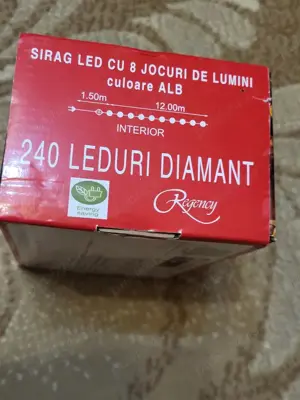 SIRAG LED CU 8 JOCURI DE LUMINI
culoare ALB
1.50m 12.00m
INTERIOR
240 LEDURI DIAMANT
Energy
saving
Regency